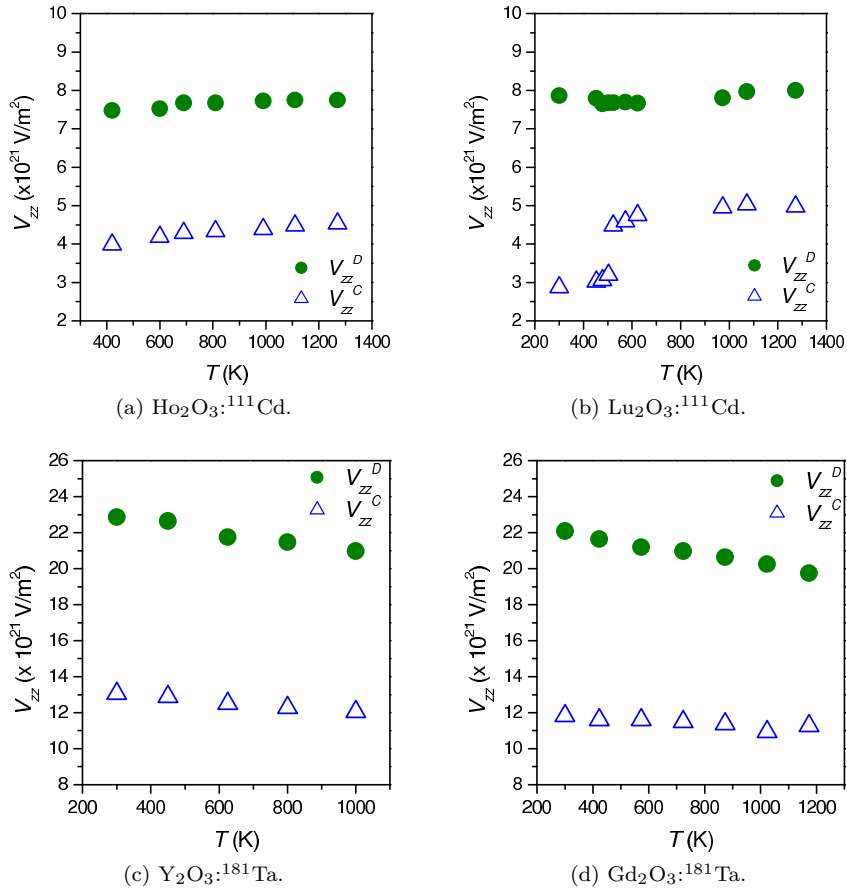 10
9
8
7
6
5
4
3
2
V_zz (x10^21 V/m^2)
V_zz^D
V_zz^C
400 600 800 1000 1200 1400
T (K)
(a) Ho2O3:^111Cd.
10
9
8
7
6
5
4
3
2
V_zz (x10^21 V/m^2)
V_zz^D
V_zz^C
200 400 600 800 1000 1200 1400
T (K)
(b) Lu2O3:^111Cd.
26
24
22
20
18
16
14
12
10
8
V_zz (x 10^21 V/m^2)
V_zz^D
V_zz^C
200 400 600 800 1000
T (K)
(c) Y2O3:^181Ta.
26
24
22
20
18
16
14
12
10
8
V_zz (x 10^21 V/m^2)
V_zz^D
V_zz^C
200 400 600 800 1000 1200
T (K)
(d) Gd2O3:^181Ta.